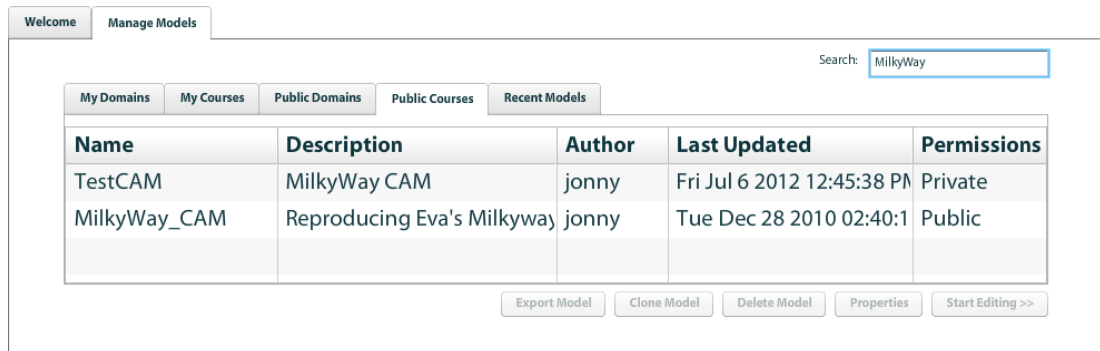 Welcome Manage Models
Search: MilkyWay
My Domains My Courses Public Domains Public Courses Recent Models
Name Description Author Last Updated Permissions
TestCAM MilkyWay CAM jonny Fri Jul 6 2012 12:45:38 PM Private
MilkyWay_CAM Reproducing Eva's Milkyway jonny Tue Dec 28 2010 02:40:1 Public
Export Model Clone Model Delete Model Properties Start Editing >>